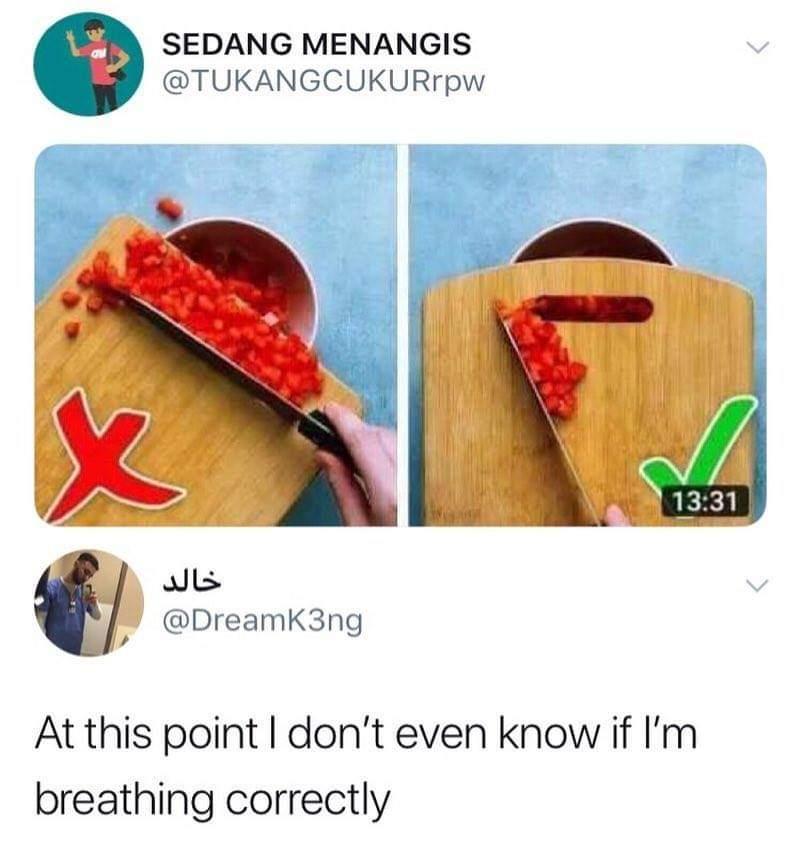 SEDANG MENANGIS
@TUKANGCUKURrpw
13:31
خالد
@DreamK3ng
At this point I don't even know if I'm
breathing correctly